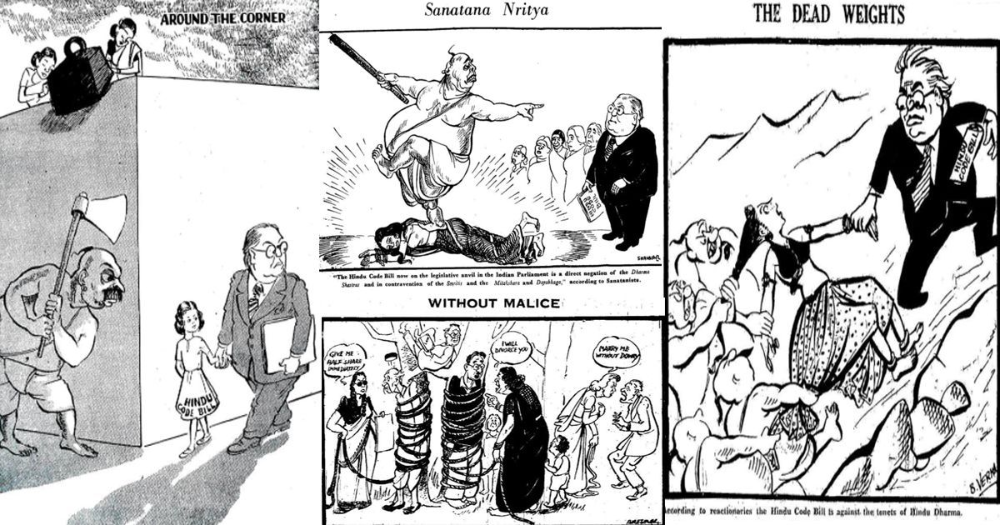 AROUND THE CORNER
HINDU
CODE BILL
Sanatana Nritya
SHANKAR
"The Hindu Code Bill now on the legislative anvil in the Indian Parliament is a direct negation of the Dharma
Shastras and in contravention of the Smritis and the Mitakshara and Dayabhaga," according to Sanatanists.
WITHOUT MALICE
GIVE ME
HALF SHARE
IMMEDIATELY
I WILL
DIVORCE YOU
MARRY ME
WITHOUT DOWRY
THE DEAD WEIGHTS
HINDU
CODE BILL
B. VERMA
according to reactionaries the Hindu Code Bill is against the tenets of Hindu Dharma.